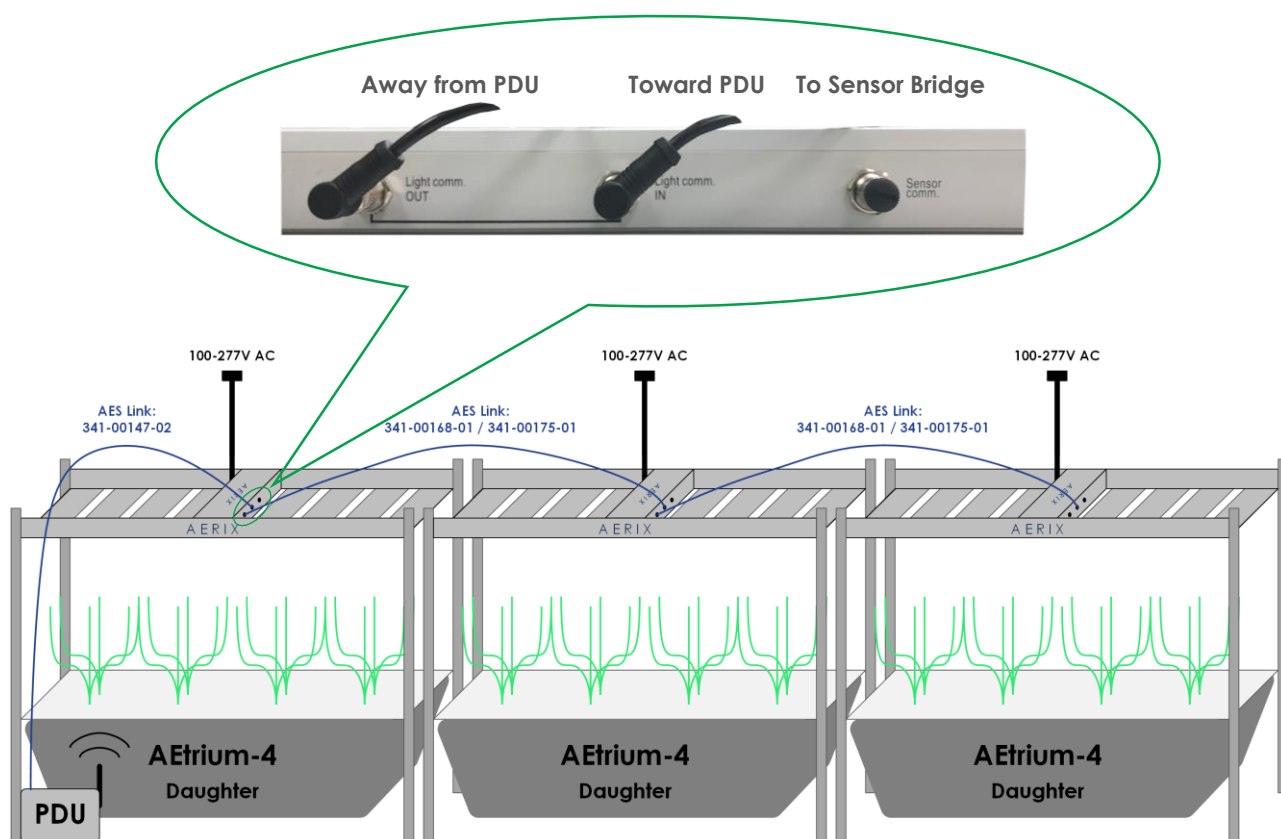 Away from PDU
Toward PDU
To Sensor Bridge
Light comm.
OUT
Light comm.
IN
Sensor
comm.
100-277V AC
100-277V AC
100-277V AC
AES Link:
341-00147-02
AES Link:
341-00168-01 / 341-00175-01
AES Link:
341-00168-01 / 341-00175-01
AERIX
AERIX
AERIX
AERIX
AERIX
AERIX
AEtrium-4
Daughter
AEtrium-4
Daughter
AEtrium-4
Daughter
PDU